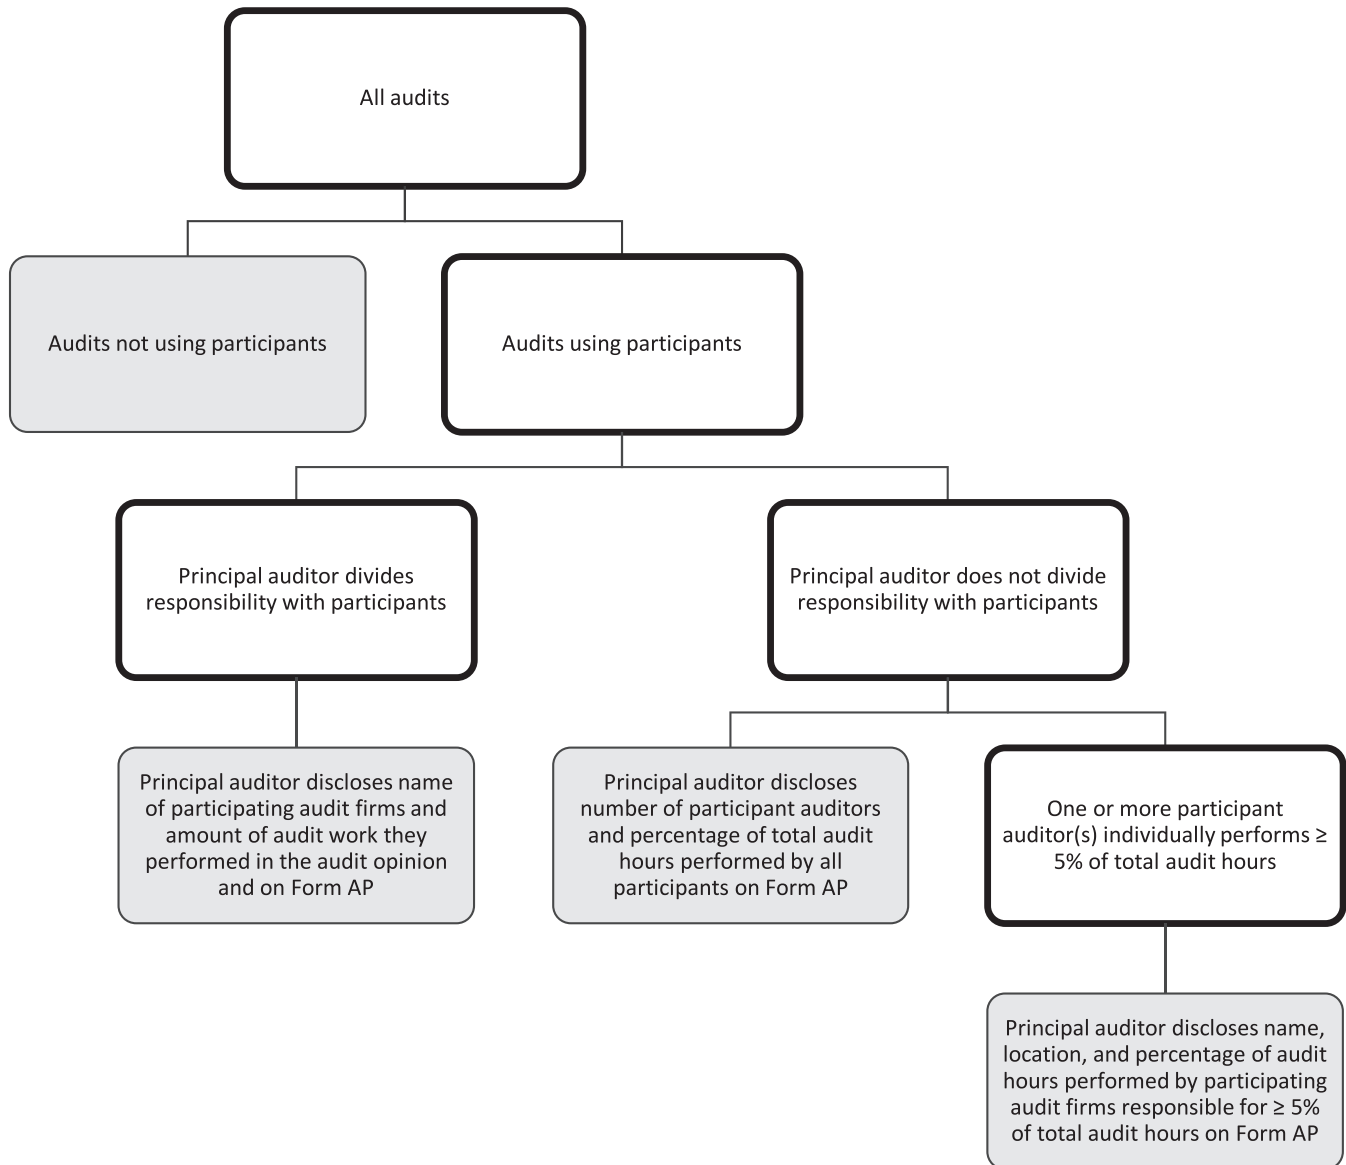 All audits
Audits not using participants
Audits using participants
Principal auditor divides
responsibility with participants
Principal auditor does not divide
responsibility with participants
Principal auditor discloses name
of participating audit firms and
amount of audit work they
performed in the audit opinion
and on Form AP
Principal auditor discloses
number of participant auditors
and percentage of total audit
hours performed by all
participants on Form AP
One or more participant
auditor(s) individually performs ≥
5% of total audit hours
Principal auditor discloses name,
location, and percentage of audit
hours performed by participating
audit firms responsible for ≥ 5%
of total audit hours on Form AP